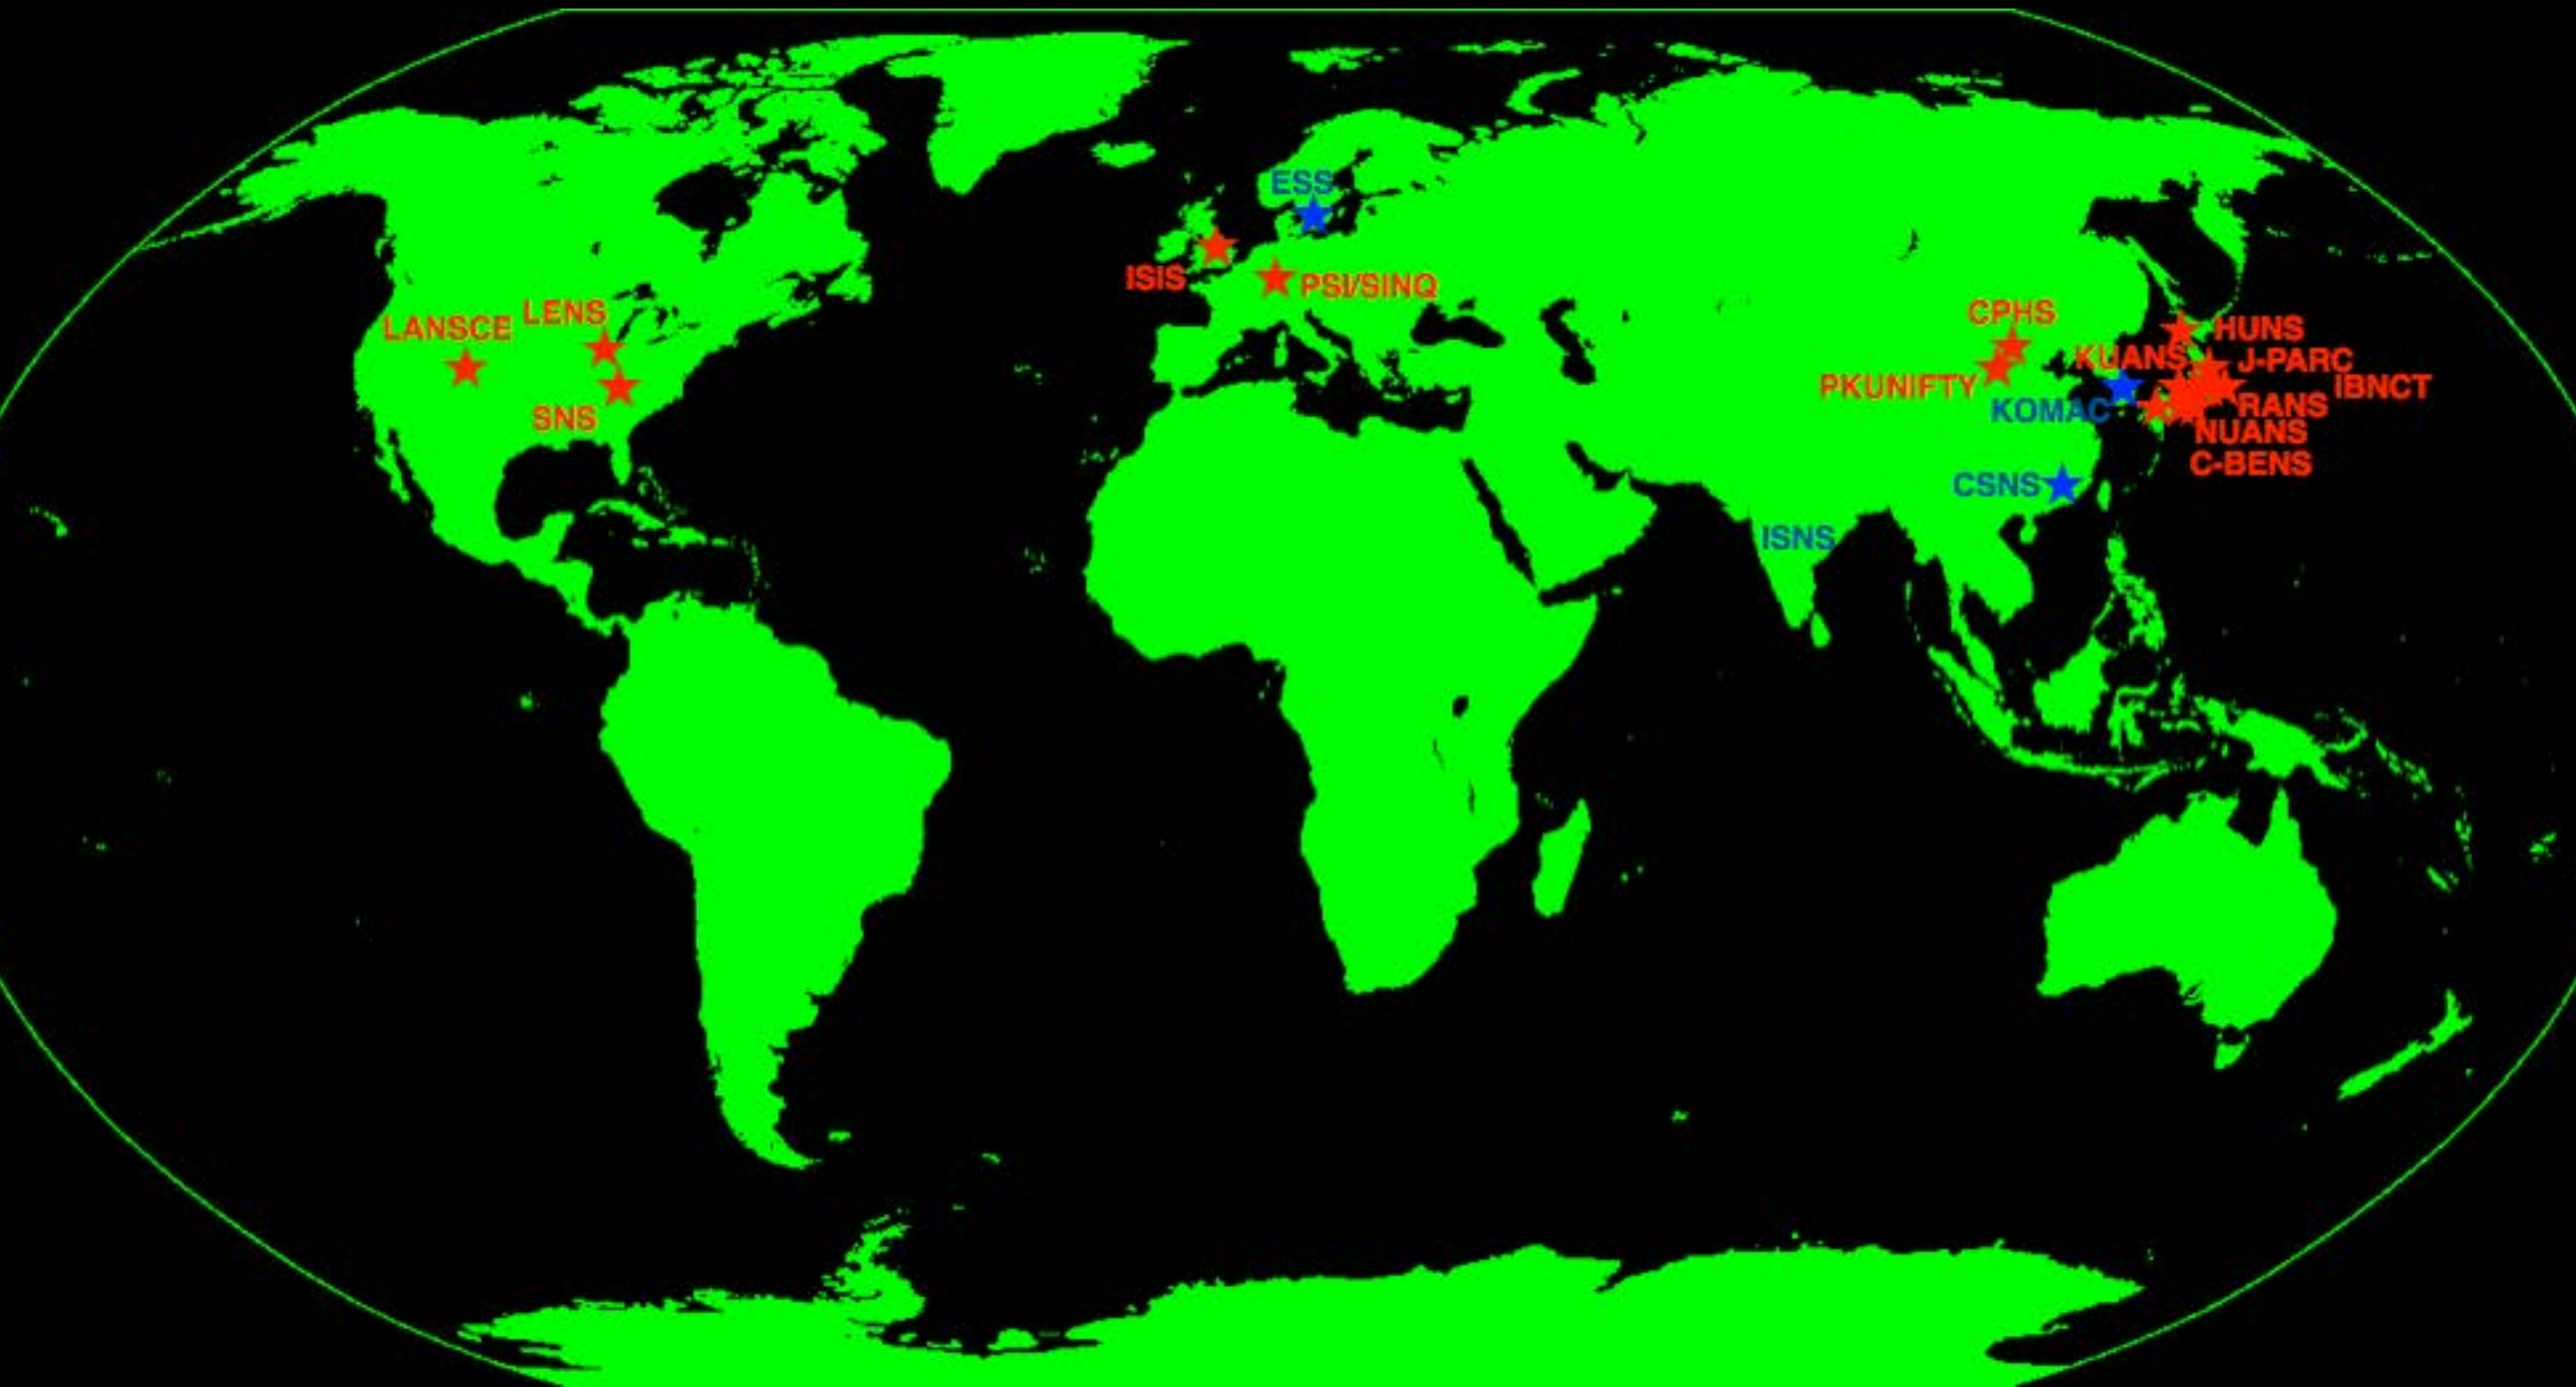 ESS
ISIS
PSI/SINQ
LENS
LANSCE
SNS
CPHS
HUNS
KUANS
J-PARC
PKUNIFTY
iBNCT
KOMAC
RANS
NUANS
C-BENS
CSNS
ISNS